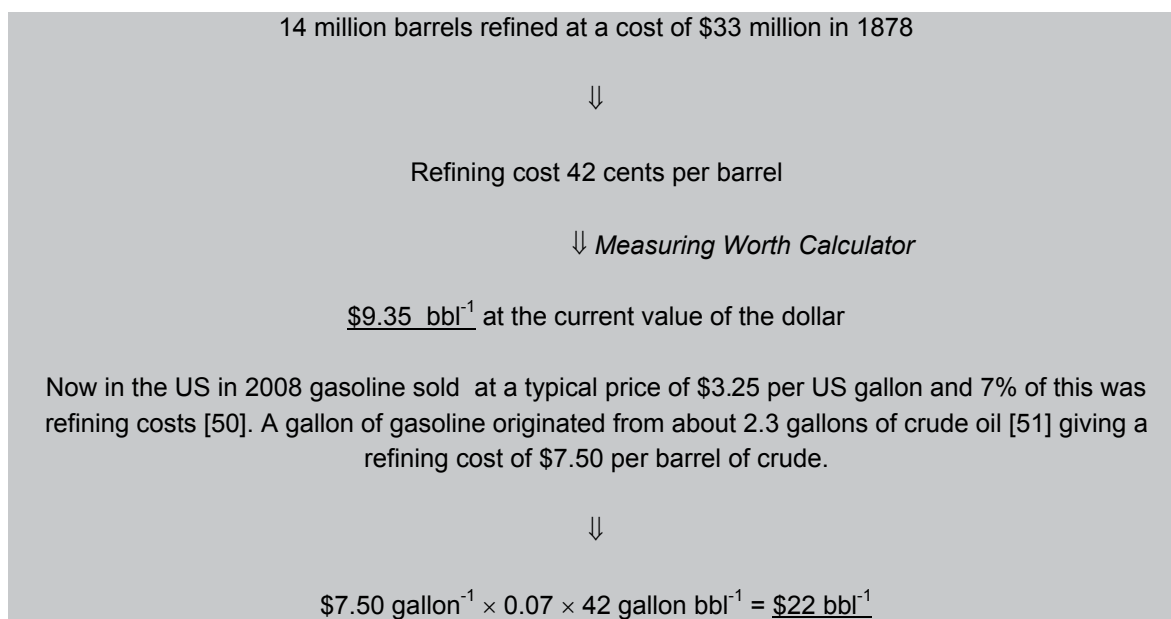 14 million barrels refined at a cost of $33 million in 1878
⇓
Refining cost 42 cents per barrel
⇓ Measuring Worth Calculator
$9.35 bbl⁻¹ at the current value of the dollar
Now in the US in 2008 gasoline sold at a typical price of $3.25 per US gallon and 7% of this was
refining costs [50]. A gallon of gasoline originated from about 2.3 gallons of crude oil [51] giving a
refining cost of $7.50 per barrel of crude.
⇓
$7.50 gallon⁻¹ × 0.07 × 42 gallon bbl⁻¹ = $22 bbl⁻¹